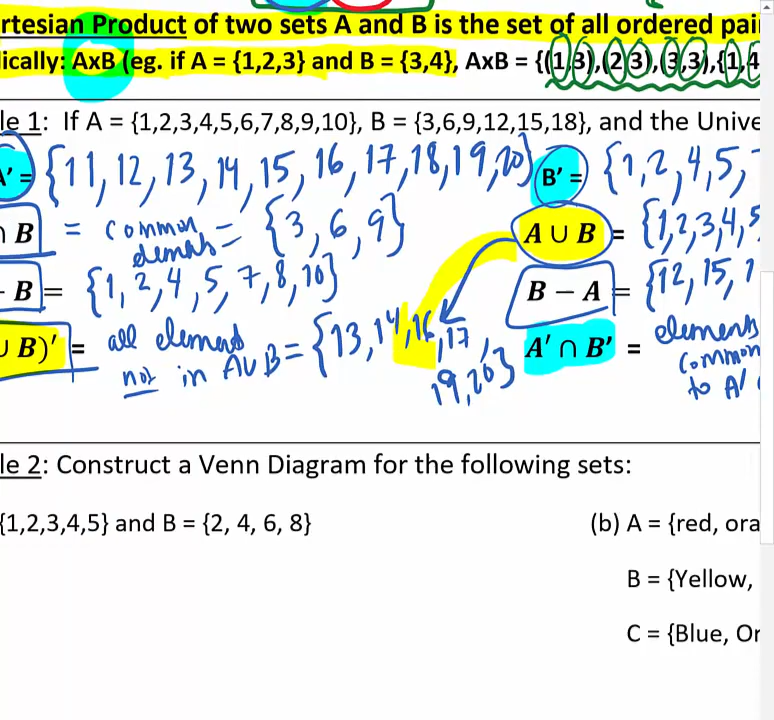 rtesian Product of two sets A and B is the set of all ordered pai
ically: AxB (eg. if A = {1,2,3} and B = {3,4}, AxB = {(1,3),(2,3),(3,3),{1,4
le 1: If A = {1,2,3,4,5,6,7,8,9,10}, B = {3,6,9,12,15,18}, and the Unive
A' = {11, 12, 13, 14, 15, 16, 17, 18, 19, 20} B' = {1, 2, 4, 5, 7
∩ B = common elements = {3, 6, 9} A ∪ B = {1, 2, 3, 4, 5
- B = {1, 2, 4, 5, 7, 8, 10} B − A = {12, 15, 1
∪ B)' = all element not in A∪B = {13, 14, 16, 17, 19, 20} A' ∩ B' = elements common to A'
le 2: Construct a Venn Diagram for the following sets:
{1,2,3,4,5} and B = {2, 4, 6, 8} (b) A = {red, ora
B = {Yellow,
C = {Blue, Or